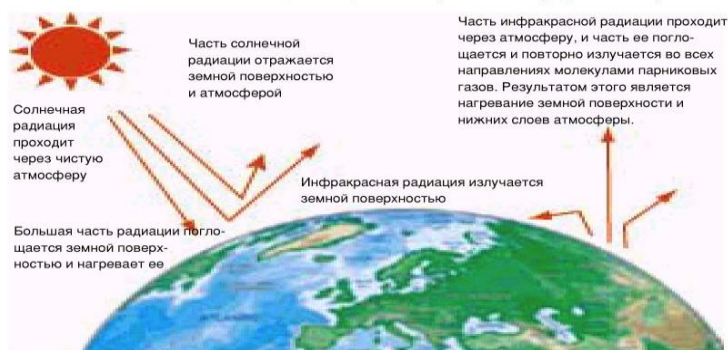 Часть солнечной
радиации отражается
земной поверхностью
и атмосферой
Часть инфракрасной радиации проходит
через атмосферу, и часть ее погло-
щается и повторно излучается во всех
направлениях молекулами парниковых
газов. Результатом этого является
нагревание земной поверхности и
нижних слоев атмосферы.
Солнечная
радиация
проходит
через чистую
атмосферу
Инфракрасная радиация излучается
земной поверхностью
Большая часть радиации погло-
щается земной поверх-
ностью и нагревает ее